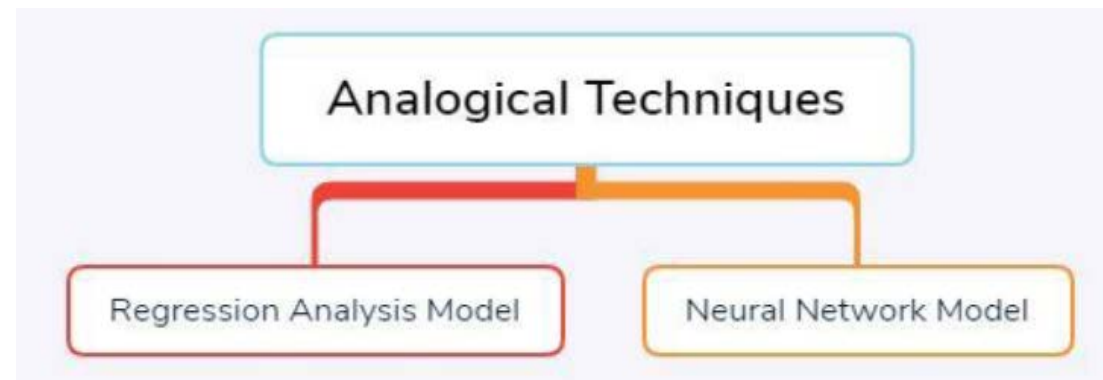 Analogical Techniques
Regression Analysis Model
Neural Network Model